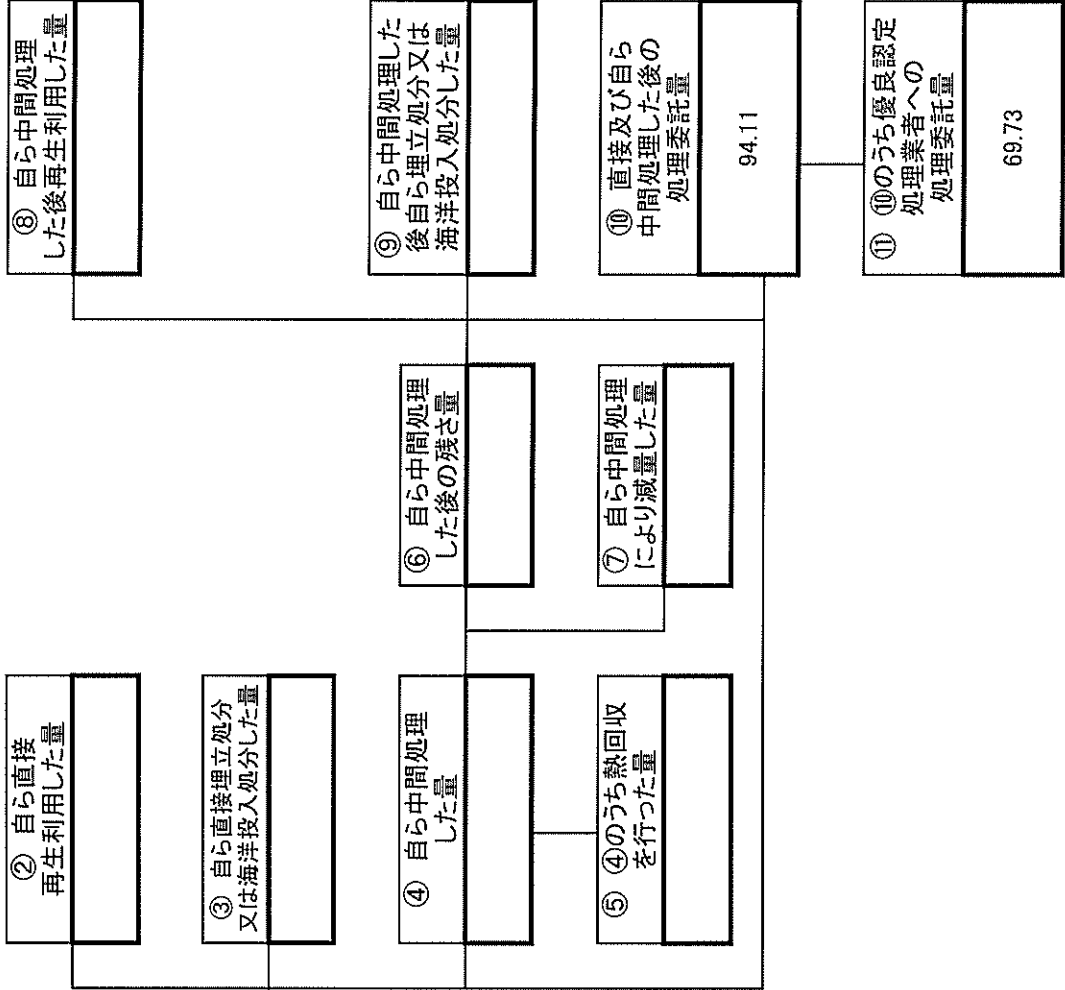 ② 自ら直接
再生利用した量
③ 自ら直接埋立処分
又は海洋投入処分した量
④ 自ら中間処理
した量
⑤ ④のうち熱回収
を行った量
⑥ 自ら中間処理
した後の残さ量
⑦ 自ら中間処理
により減量した量
⑧ 自ら中間処理
した後再生利用した量
⑨ 自ら中間処理した
後自ら埋立処分又は
海洋投入処分した量
⑩ 直接及び自ら
中間処理した後の
処理委託量
94.11
⑪ ⑩のうち優良認定
処理業者への
処理委託量
69.73